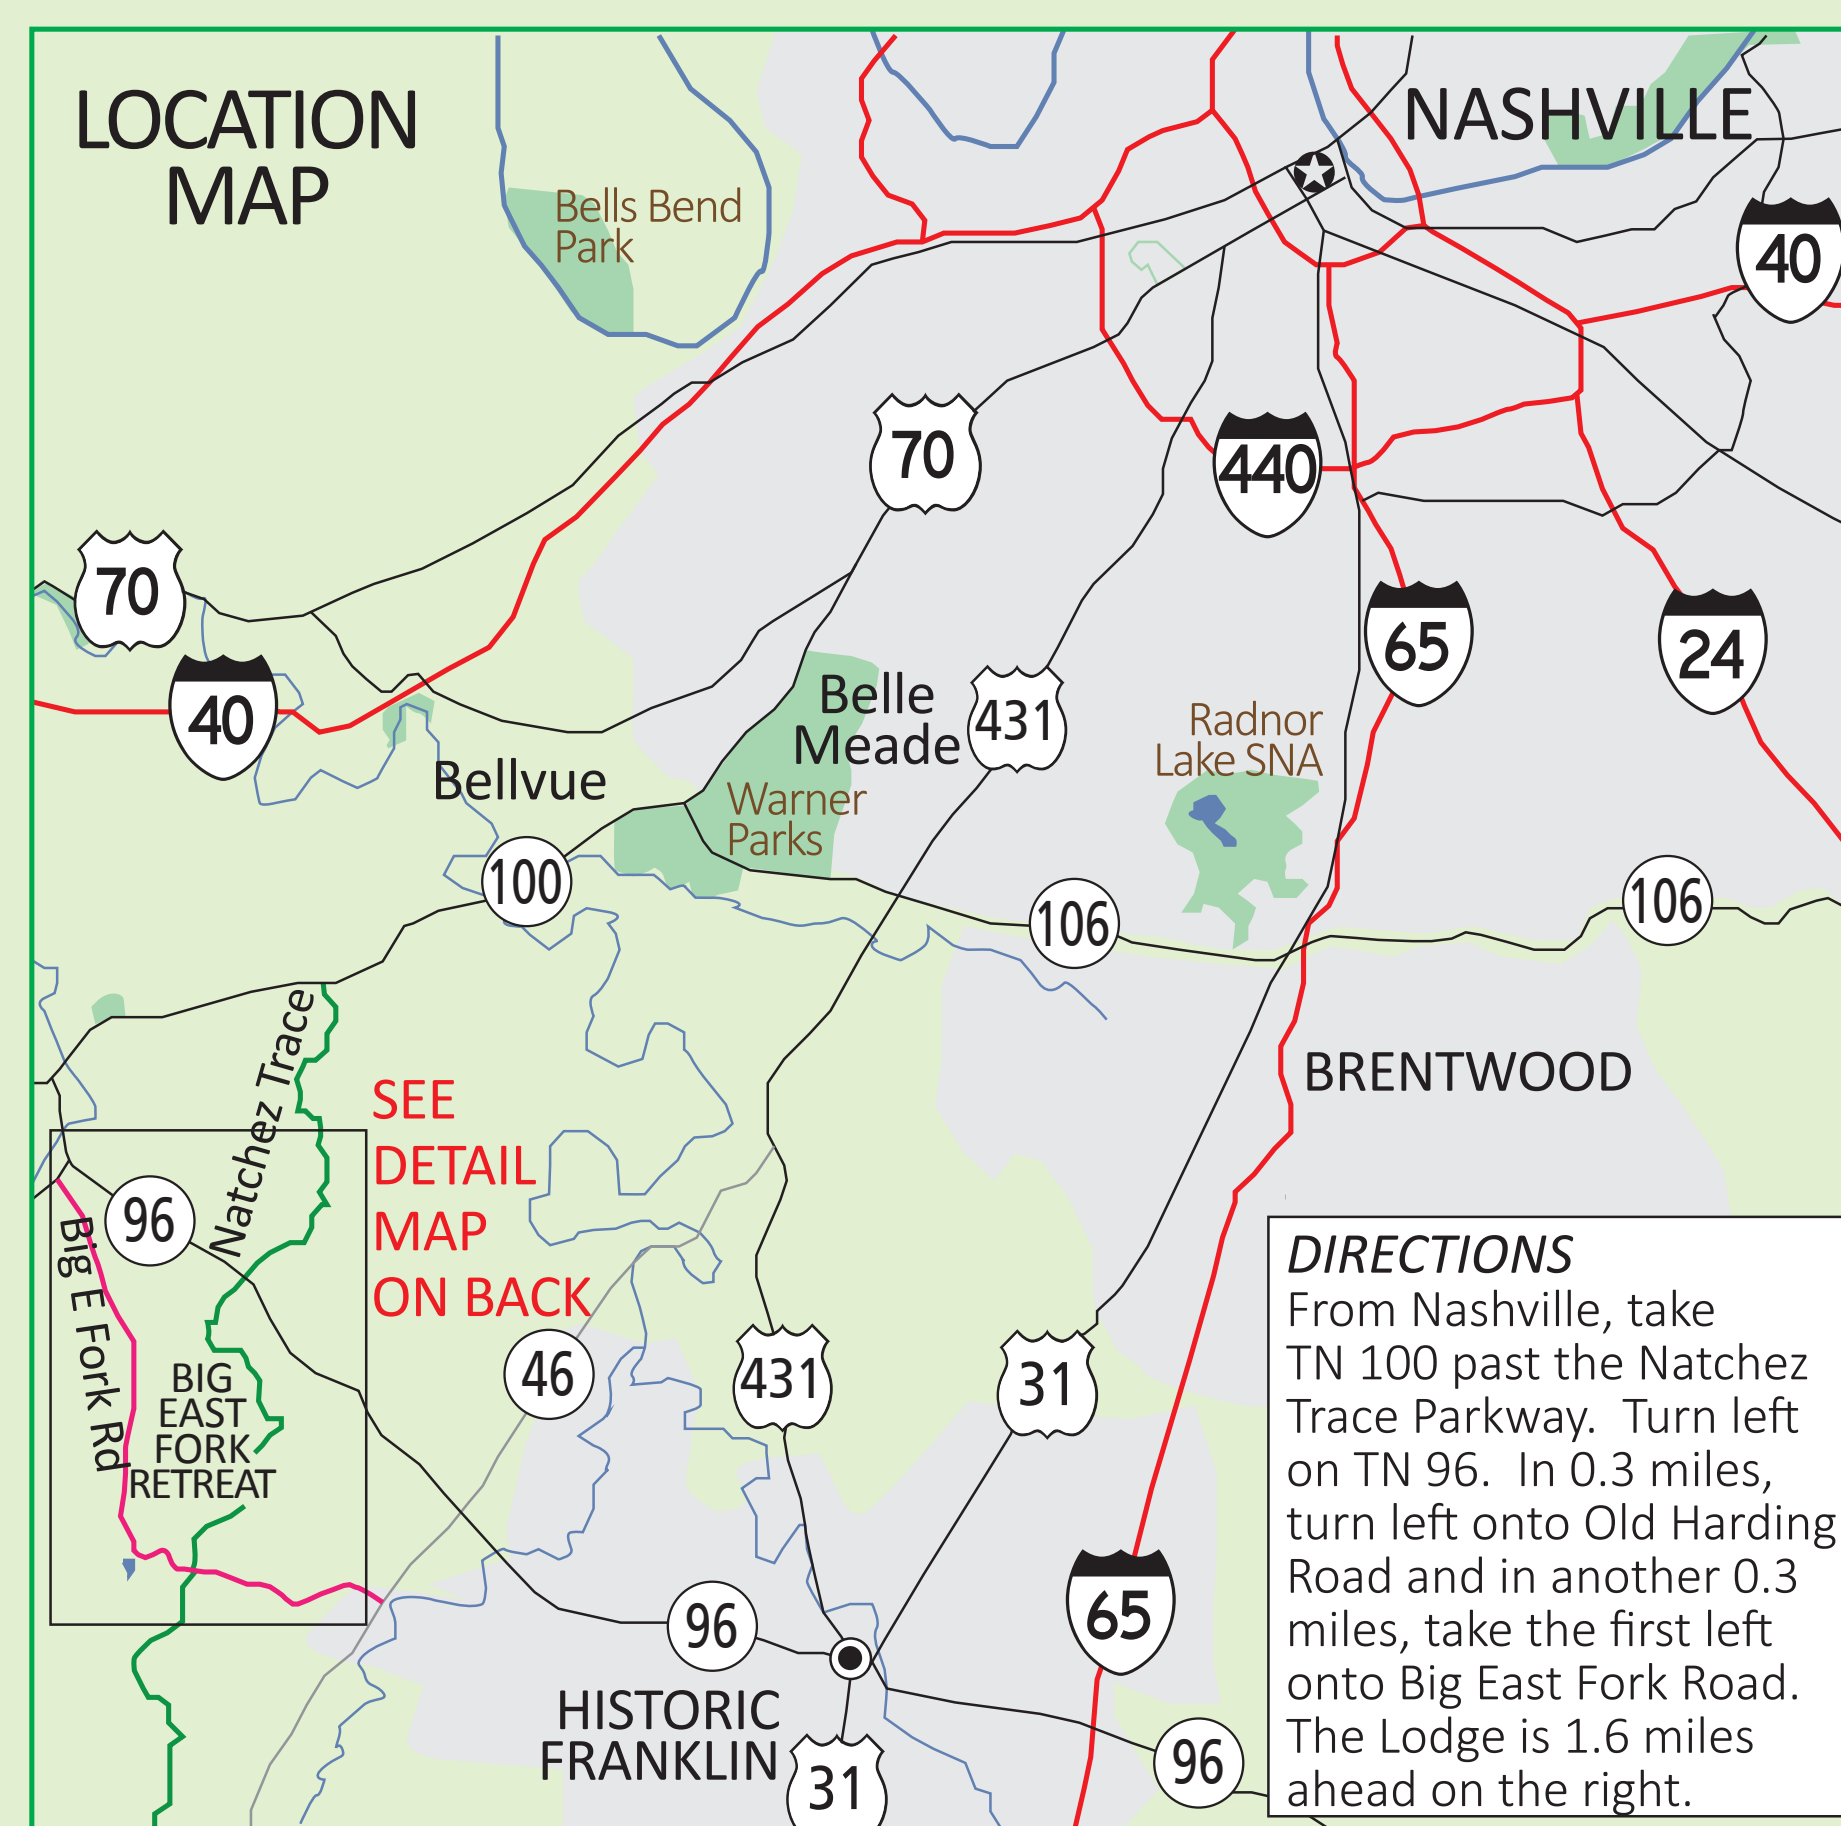 LOCATION
MAP
NASHVILLE
Bells Bend
Park
40
70
440
70
65
24
40
Belle
Meade
431
Radnor
Lake SNA
Bellvue
Warner
Parks
100
106
106
Natchez Trace
BRENTWOOD
SEE
DETAIL
MAP
ON BACK
96
Big E Fork Rd
BIG
EAST
FORK
RETREAT
46
431
31
65
96
HISTORIC
FRANKLIN
31
96
DIRECTIONS
From Nashville, take
TN 100 past the Natchez
Trace Parkway.  Turn left
on TN 96.  In 0.3 miles,
turn left onto Old Harding
Road and in another 0.3
miles, take the first left
onto Big East Fork Road.
The Lodge is 1.6 miles
ahead on the right.